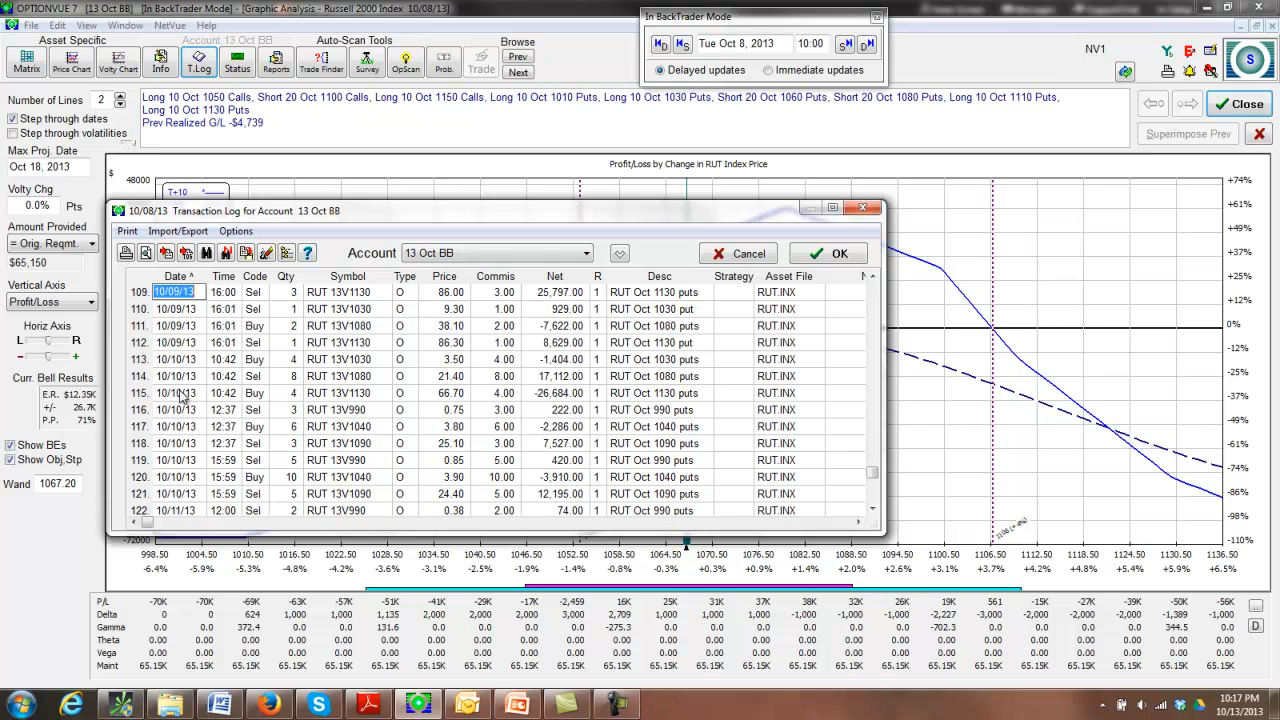 OPTIONVUE 7 [13 Oct BB] [In BackTrader Mode] - [Graphic Analysis - Russell 2000 Index 10/08/13]
File Edit View Window NetVue Help
In BackTrader Mode
Tue Oct 8, 2013 10:00
Delayed updates Immediate updates
Asset Specific Account 13 Oct BB Auto-Scan Tools Browse
Matrix Price Chart Volty Chart Info T.Log Status Reports Trade Finder Survey OpScan Prob. Trade Prev Next
NV1
Number of Lines 2
Step through dates
Step through volatilities
Max Proj. Date
Oct 18, 2013
Volty Chg
0.0% Pts
Amount Provided
= Orig. Reqmt.
$65,150
Vertical Axis
Profit/Loss
Horiz Axis
L R
- +
Curr. Bell Results
E.R. $12.35K
+/- 26.7K
P.P. 71%
Show BEs
Show Obj,Stp
Wand 1067.20
Long 10 Oct 1050 Calls, Short 20 Oct 1100 Calls, Long 10 Oct 1150 Calls, Long 10 Oct 1010 Puts, Long 10 Oct 1030 Puts, Short 20 Oct 1060 Puts, Short 20 Oct 1080 Puts, Long 10 Oct 1110 Puts,
Long 10 Oct 1130 Puts
Prev Realized G/L -$4,739
Close
Superimpose Prev
Profit/Loss by Change in RUT Index Price
$ 48000
T+10
10/08/13 Transaction Log for Account 13 Oct BB
Print Import/Export Options
Account 13 Oct BB Cancel OK
Date Time Code Qty Symbol Type Price Commis Net R Desc Strategy Asset File
109. 10/09/13 16:00 Sel 3 RUT 13V1130 O 86.00 3.00 25,797.00 1 RUT Oct 1130 puts RUT.INX
110. 10/09/13 16:01 Sel 1 RUT 13V1030 O 9.30 1.00 929.00 1 RUT Oct 1030 put RUT.INX
111. 10/09/13 16:01 Buy 2 RUT 13V1080 O 38.10 2.00 -7,622.00 1 RUT Oct 1080 puts RUT.INX
112. 10/09/13 16:01 Sel 1 RUT 13V1130 O 86.30 1.00 8,629.00 1 RUT Oct 1130 put RUT.INX
113. 10/10/13 10:42 Buy 4 RUT 13V1030 O 3.50 4.00 -1,404.00 1 RUT Oct 1030 puts RUT.INX
114. 10/10/13 10:42 Sel 8 RUT 13V1080 O 21.40 8.00 17,112.00 1 RUT Oct 1080 puts RUT.INX
115. 10/10/13 10:42 Buy 4 RUT 13V1130 O 66.70 4.00 -26,684.00 1 RUT Oct 1130 puts RUT.INX
116. 10/10/13 12:37 Sel 3 RUT 13V990 O 0.75 3.00 222.00 1 RUT Oct 990 puts RUT.INX
117. 10/10/13 12:37 Buy 6 RUT 13V1040 O 3.80 6.00 -2,286.00 1 RUT Oct 1040 puts RUT.INX
118. 10/10/13 12:37 Sel 3 RUT 13V1090 O 25.10 3.00 7,527.00 1 RUT Oct 1090 puts RUT.INX
119. 10/10/13 15:59 Sel 5 RUT 13V990 O 0.85 5.00 420.00 1 RUT Oct 990 puts RUT.INX
120. 10/10/13 15:59 Buy 10 RUT 13V1040 O 3.90 10.00 -3,910.00 1 RUT Oct 1040 puts RUT.INX
121. 10/10/13 15:59 Sel 5 RUT 13V1090 O 24.40 5.00 12,195.00 1 RUT Oct 1090 puts RUT.INX
122. 10/11/13 12:00 Sel 2 RUT 13V990 O 0.38 2.00 74.00 1 RUT Oct 990 puts RUT.INX
+74%
+61%
+49%
+37%
+25%
+12%
0%
-12%
-25%
-37%
-49%
-61%
-74%
-86%
-98%
-110%
1106 (+4%)
-72000
998.50 1004.50 1010.50 1016.50 1022.50 1028.50 1034.50 1040.50 1046.50 1052.50 1058.50 1064.50 1070.50 1076.50 1082.50 1088.50 1094.50 1100.50 1106.50 1112.50 1118.50 1124.50 1130.50 1136.50
-6.4% -5.9% -5.3% -4.7% -4.2% -3.6% -3.1% -2.5% -1.9% -1.4% -0.8% -0.3% +0.3% +0.9% +1.4% +2.0% +2.6% +3.1% +3.7% +4.2% +4.8% +5.4% +5.9% +6.5%
P/L -70K -70K -69K -63K -57K -51K -41K -29K -17K -2,459 16K 25K 31K 37K 38K 32K 26K 19K 561 -15K -27K -39K -50K -56K
Delta 0 0 624 1,000 1,000 1,135 2,000 2,000 2,000 3,000 2,709 1,000 1,000 1,000 -1,000 -1,000 -1,000 -2,227 -3,000 -2,000 -2,000 -2,000 -1,489 -1,000
Gamma 0.0 0.0 372.4 0.0 0.0 131.6 0.0 0.0 0.0 0.0 -275.3 0.0 0.0 0.0 0.0 0.0 0.0 -702.3 0.0 0.0 0.0 0.0 344.5 0.0
Theta 0.00 0.00 0.00 0.00 0.00 0.00 0.00 0.00 0.00 0.00 0.00 0.00 0.00 0.00 0.00 0.00 0.00 0.00 0.00 0.00 0.00 0.00 0.00 0.00
Vega 0.00 0.00 0.00 0.00 0.00 0.00 0.00 0.00 0.00 0.00 0.00 0.00 0.00 0.00 0.00 0.00 0.00 0.00 0.00 0.00 0.00 0.00 0.00 0.00
Maint 65.15K 65.15K 65.15K 65.15K 65.15K 65.15K 65.15K 65.15K 65.15K 65.15K 65.15K 65.15K 65.15K 65.15K 65.15K 65.15K 65.15K 65.15K 65.15K 65.15K 65.15K 65.15K 65.15K 65.15K
10:17 PM
10/13/2013